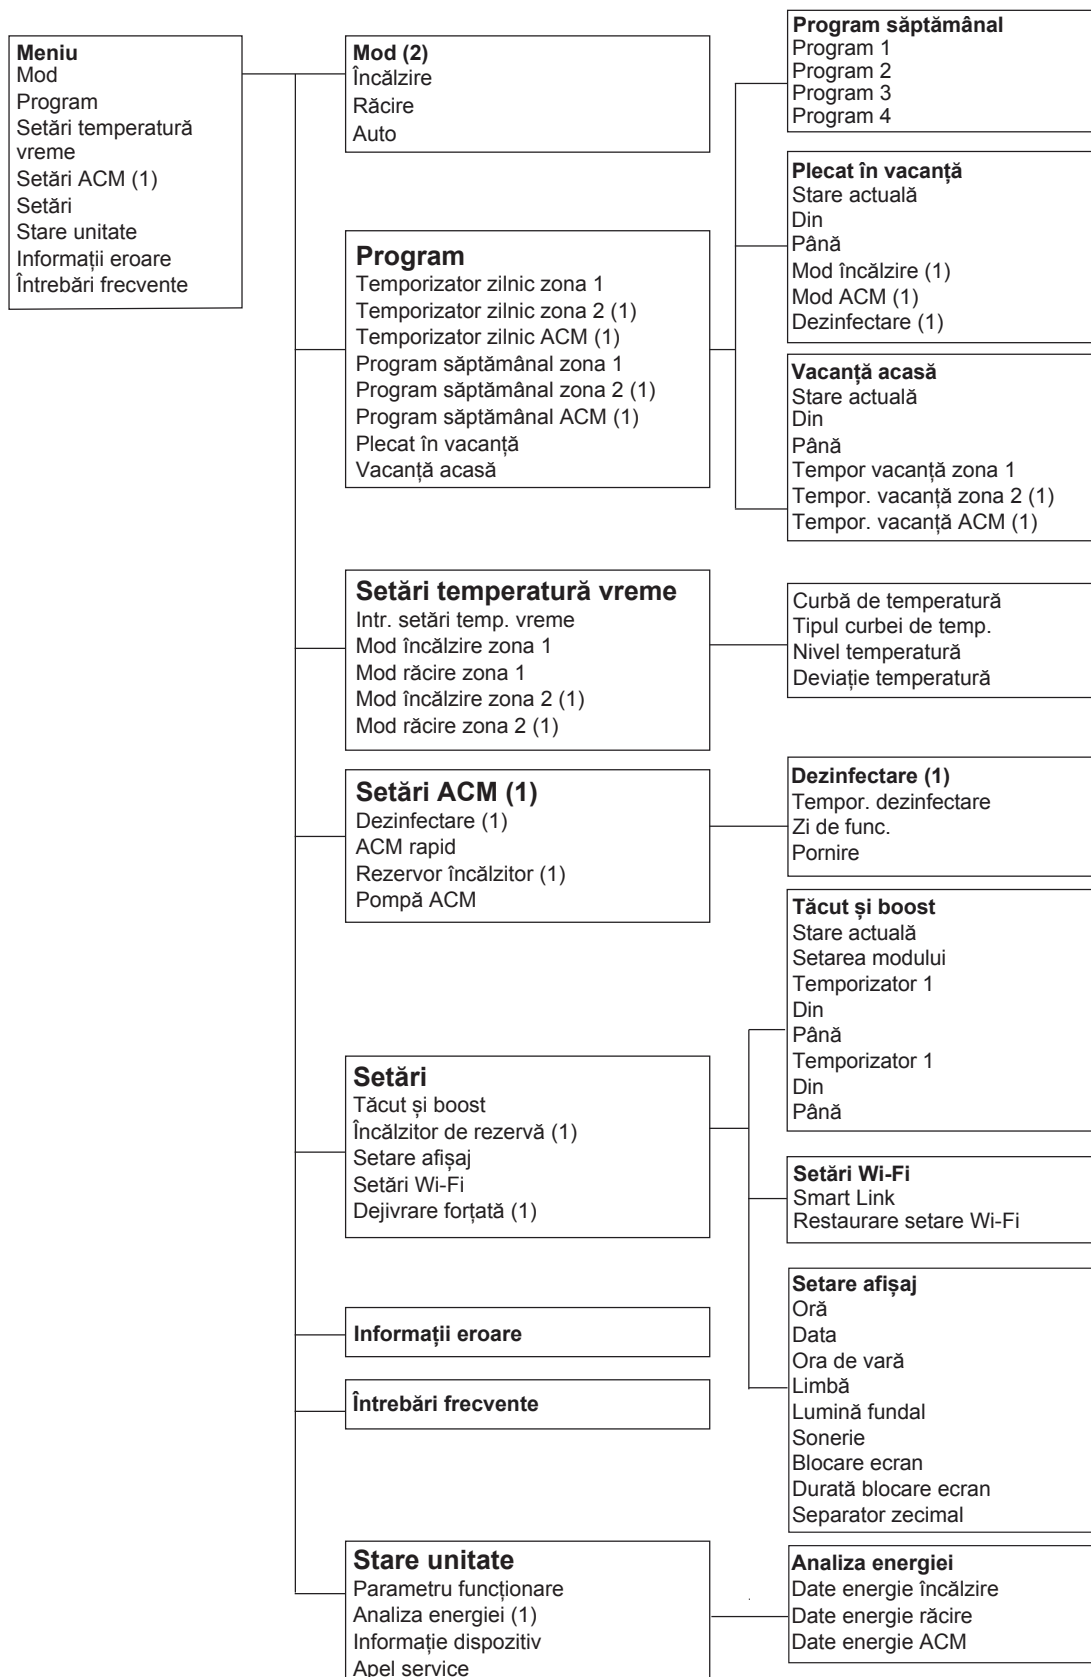 Meniu
Mod
Program
Setări temperatură
vreme
Setări ACM (1)
Setări
Stare unitate
Informații eroare
Întrebări frecvente
Mod (2)
Încălzire
Răcire
Auto
Program
Temporizator zilnic zona 1
Temporizator zilnic zona 2 (1)
Temporizator zilnic ACM (1)
Program săptămânal zona 1
Program săptămânal zona 2 (1)
Program săptămânal ACM (1)
Plecat în vacanță
Vacanță acasă
Program săptămânal
Program 1
Program 2
Program 3
Program 4
Plecat în vacanță
Stare actuală
Din
Până
Mod încălzire (1)
Mod ACM (1)
Dezinfectare (1)
Vacanță acasă
Stare actuală
Din
Până
Tempor vacanță zona 1
Tempor. vacanță zona 2 (1)
Tempor. vacanță ACM (1)
Setări temperatură vreme
Intr. setări temp. vreme
Mod încălzire zona 1
Mod răcire zona 1
Mod încălzire zona 2 (1)
Mod răcire zona 2 (1)
Curbă de temperatură
Tipul curbei de temp.
Nivel temperatură
Deviație temperatură
Setări ACM (1)
Dezinfectare (1)
ACM rapid
Rezervor încălzitor (1)
Pompă ACM
Dezinfectare (1)
Tempor. dezinfectare
Zi de func.
Pornire
Setări
Tăcut și boost
Încălzitor de rezervă (1)
Setare afișaj
Setări Wi-Fi
Dejivrare forțată (1)
Tăcut și boost
Stare actuală
Setarea modului
Temporizator 1
Din
Până
Temporizator 1
Din
Până
Setări Wi-Fi
Smart Link
Restaurare setare Wi-Fi
Setare afișaj
Oră
Data
Ora de vară
Limbă
Lumină fundal
Sonerie
Blocare ecran
Durată blocare ecran
Separator zecimal
Informații eroare
Întrebări frecvente
Stare unitate
Parametru funcționare
Analiza energiei (1)
Informație dispozitiv
Apel service
Analiza energiei
Date energie încălzire
Date energie răcire
Date energie ACM